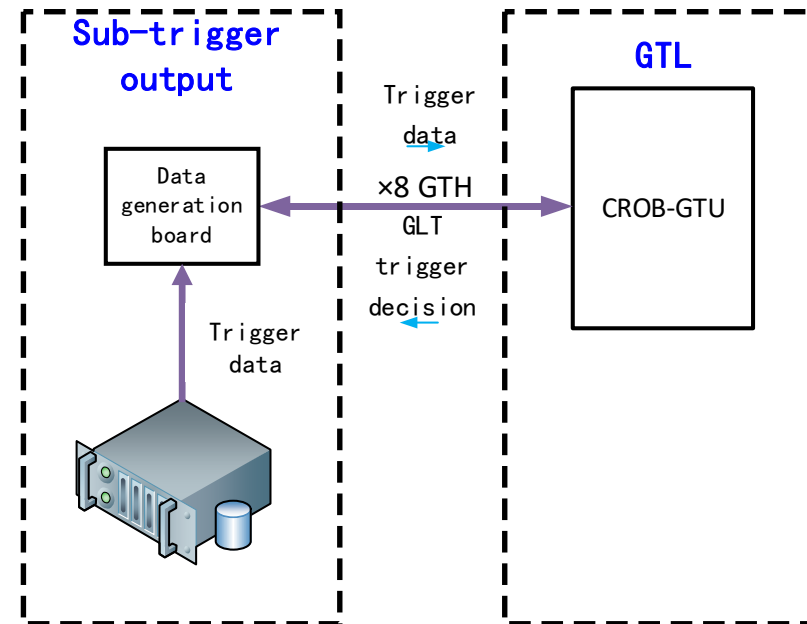 Sub-trigger
output
GTL
Trigger
data
×8 GTH
GLT
trigger
decision
Data
generation
board
CROB-GTU
Trigger
data